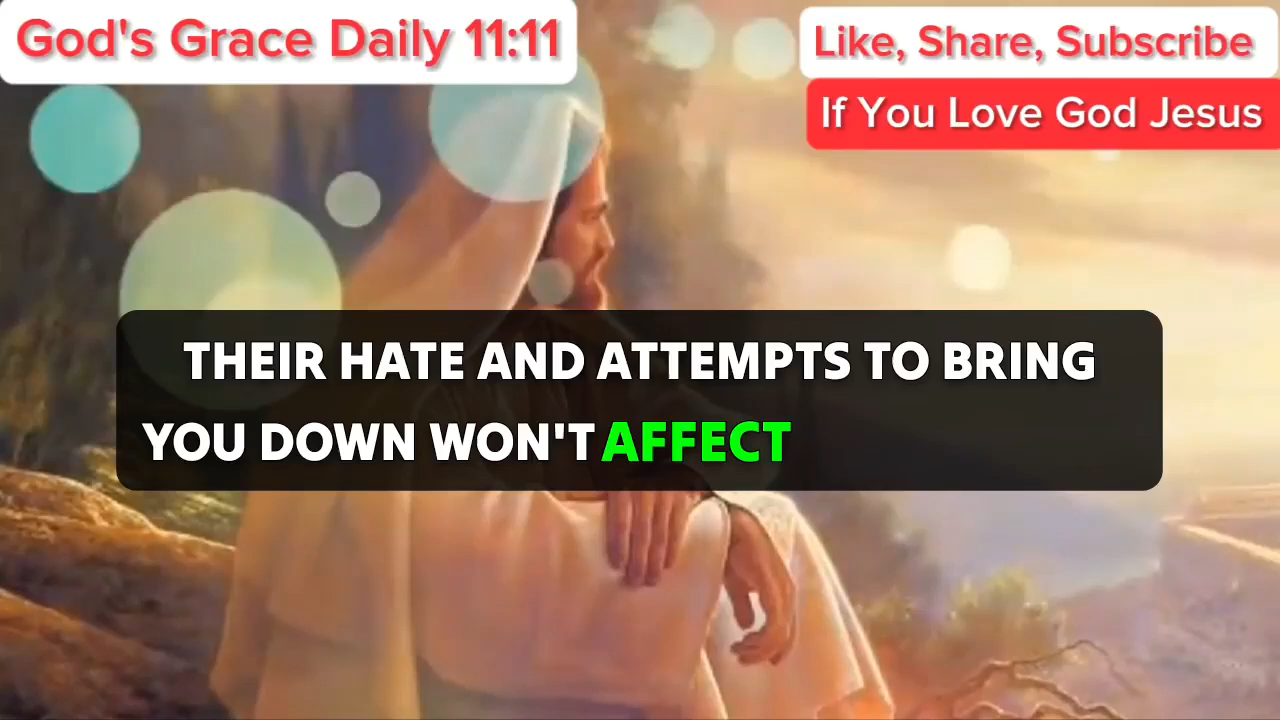 God's Grace Daily 11:11
Like, Share, Subscribe
If You Love God Jesus
THEIR HATE AND ATTEMPTS TO BRING
YOU DOWN WON'T AFFECT